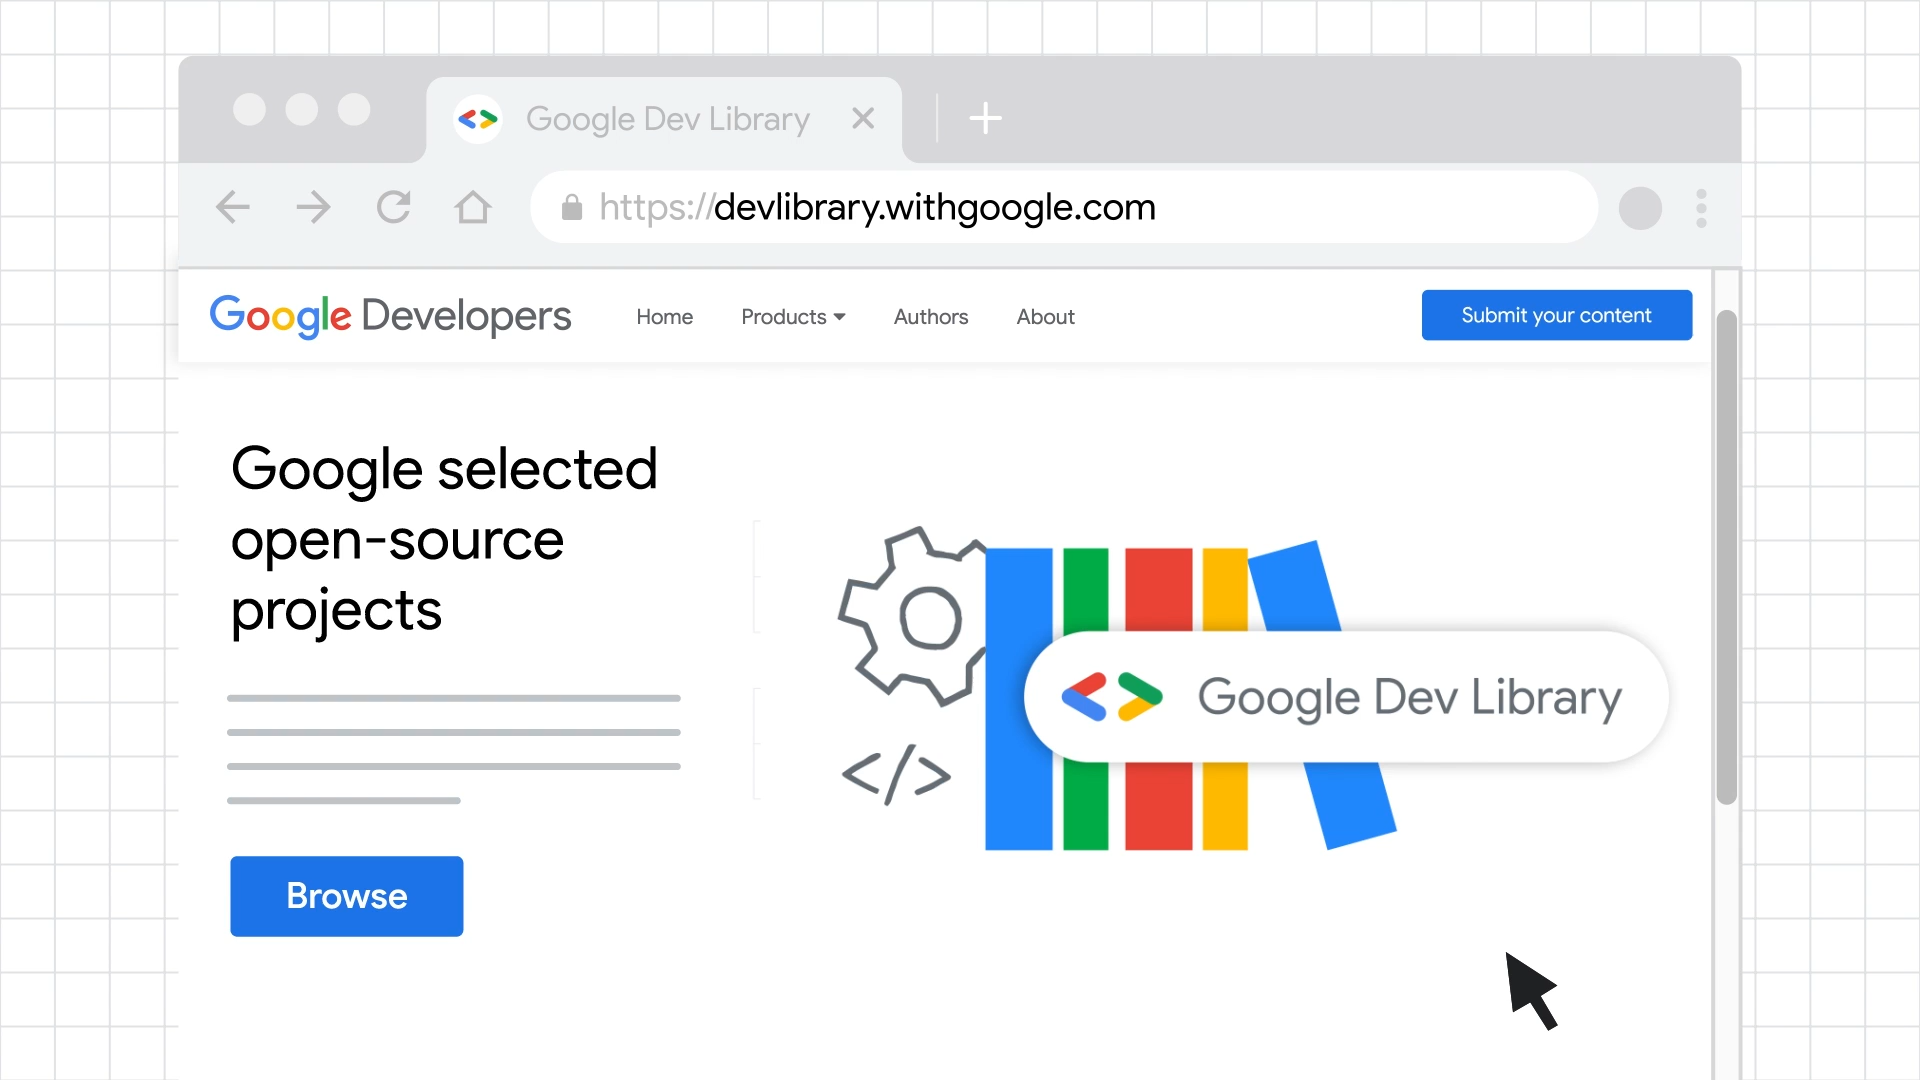 Google Dev Library
https://devlibrary.withgoogle.com
Google Developers Home Products Authors About Submit your content
Google selected
open-source
projects
</>
Google Dev Library
Browse